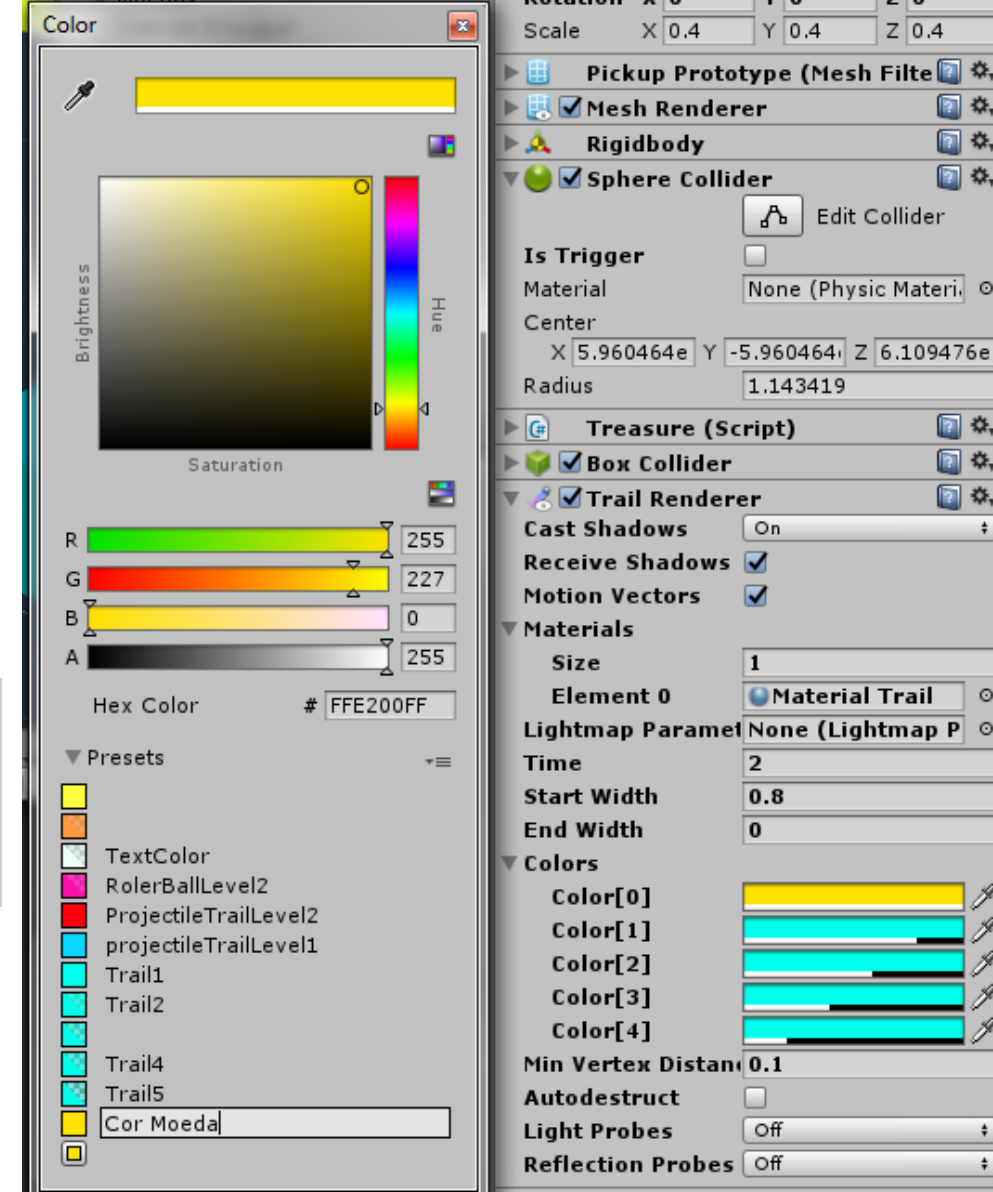 Color
Brightness
Hue
Saturation
R 255
G 227
B 0
A 255
Hex Color # FFE200FF
Presets
TextColor
RolerBallLevel2
ProjectileTrailLevel2
projectileTrailLevel1
Trail1
Trail2
Trail4
Trail5
Cor Moeda
Scale X 0.4 Y 0.4 Z 0.4
Pickup Prototype (Mesh Filte
Mesh Renderer
Rigidbody
Sphere Collider
Edit Collider
Is Trigger
Material None (Physic Materi
Center
X 5.960464e Y -5.960464 Z 6.109476e
Radius 1.143419
Treasure (Script)
Box Collider
Trail Renderer
Cast Shadows On
Receive Shadows
Motion Vectors
Materials
Size 1
Element 0 Material Trail
Lightmap Paramet None (Lightmap P
Time 2
Start Width 0.8
End Width 0
Colors
Color[0]
Color[1]
Color[2]
Color[3]
Color[4]
Min Vertex Distan 0.1
Autodestruct
Light Probes Off
Reflection Probes Off